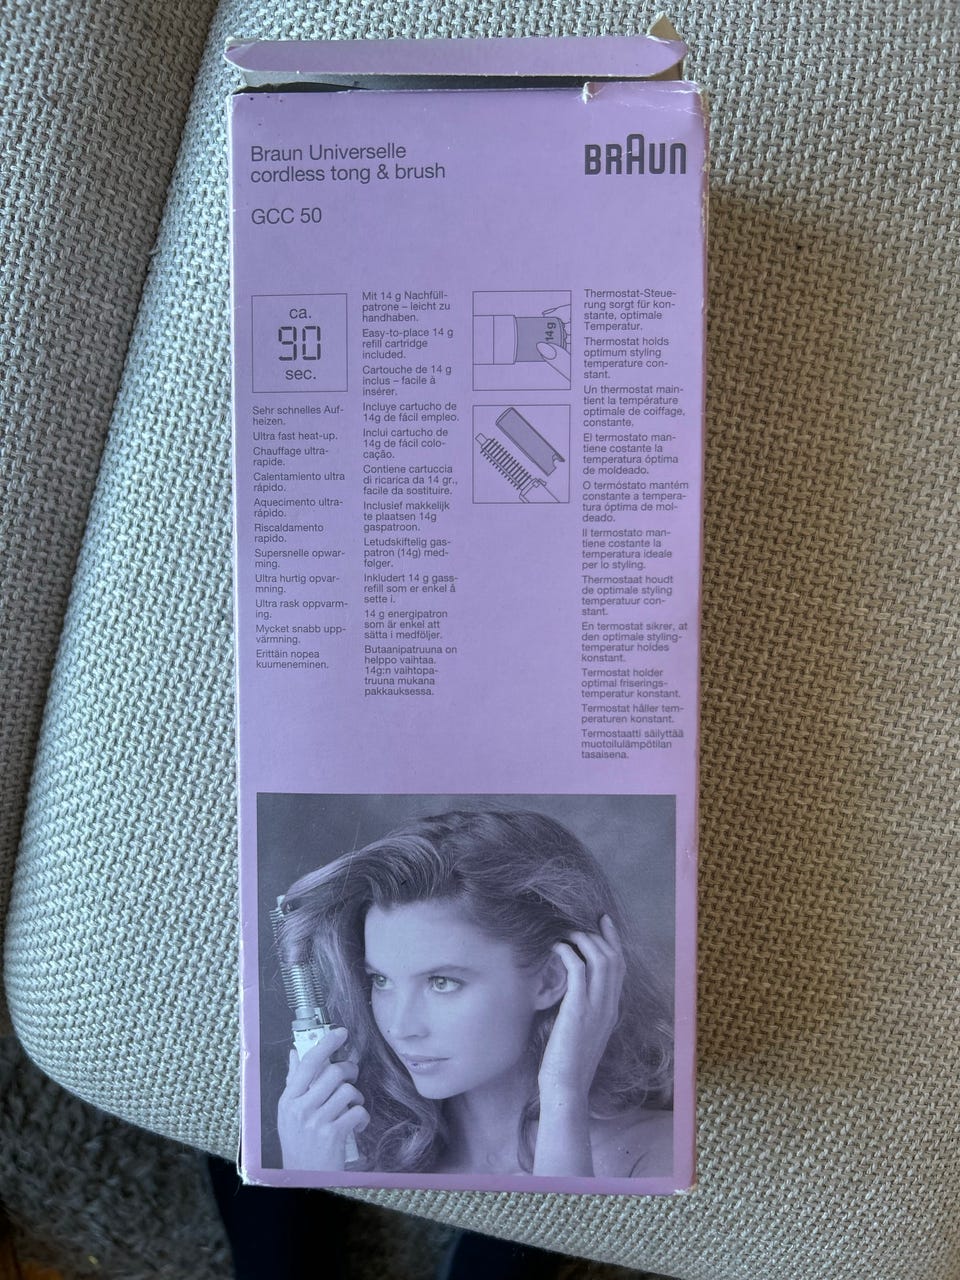 Braun Universelle
cordless tong & brush
BRAUN
GCC 50
ca.
90
sec.
Sehr schnelles Auf-
heizen.
Ultra fast heat-up.
Chauffage ultra-
rapide.
Calentamiento ultra
rápido.
Aquecimento ultra-
rápido.
Riscaldamento
rapido.
Supersnelle opwar-
ming.
Ultra hurtig opvar-
mning.
Ultra rask oppvarm-
ing.
Mycket snabb upp-
värmning.
Erittäin nopea
kuumeneminen.
Mit 14 g Nachfüll-
patrone – leicht zu
handhaben.
Easy-to-place 14 g
refill cartridge
included.
Cartouche de 14 g
inclus – facile à
insérer.
Incluye cartucho de
14g de fácil empleo.
Inclui cartucho de
14g de fácil colo-
cação.
Contiene cartuccia
di ricarica da 14 gr.,
facile da sostituire.
Inclusief makkelijk
te plaatsen 14g
gaspatroon.
Letudskiftelig gas-
patron (14g) med-
følger.
Inkludert 14 g gass-
refill som er enkel å
sette i.
14 g energipatron
som är enkel att
sätta i medföljer.
Butaanipatruuna on
helppo vaihtaa.
14g:n vaihtopa-
truuna mukana
pakkauksessa.
14g
Thermostat-Steue-
rung sorgt für kon-
stante, optimale
Temperatur.
Thermostat holds
optimum styling
temperature con-
stant.
Un thermostat main-
tient la température
optimale de coiffage,
constante.
El termostato man-
tiene costante la
temperatura óptima
de moldeado.
O termóstato mantém
constante a tempera-
tura óptima de mol-
deado.
Il termostato man-
tiene costante la
temperatura ideale
per lo styling.
Thermostaat houdt
de optimale styling
temperatuur con-
stant.
En termostat sikrer, at
den optimale styling-
temperatur holdes
konstant.
Termostat holder
optimal friserings-
temperatur konstant.
Termostat håller tem-
peraturen konstant.
Termostaatti säilyttää
muotoilulämpötilan
tasaisena.